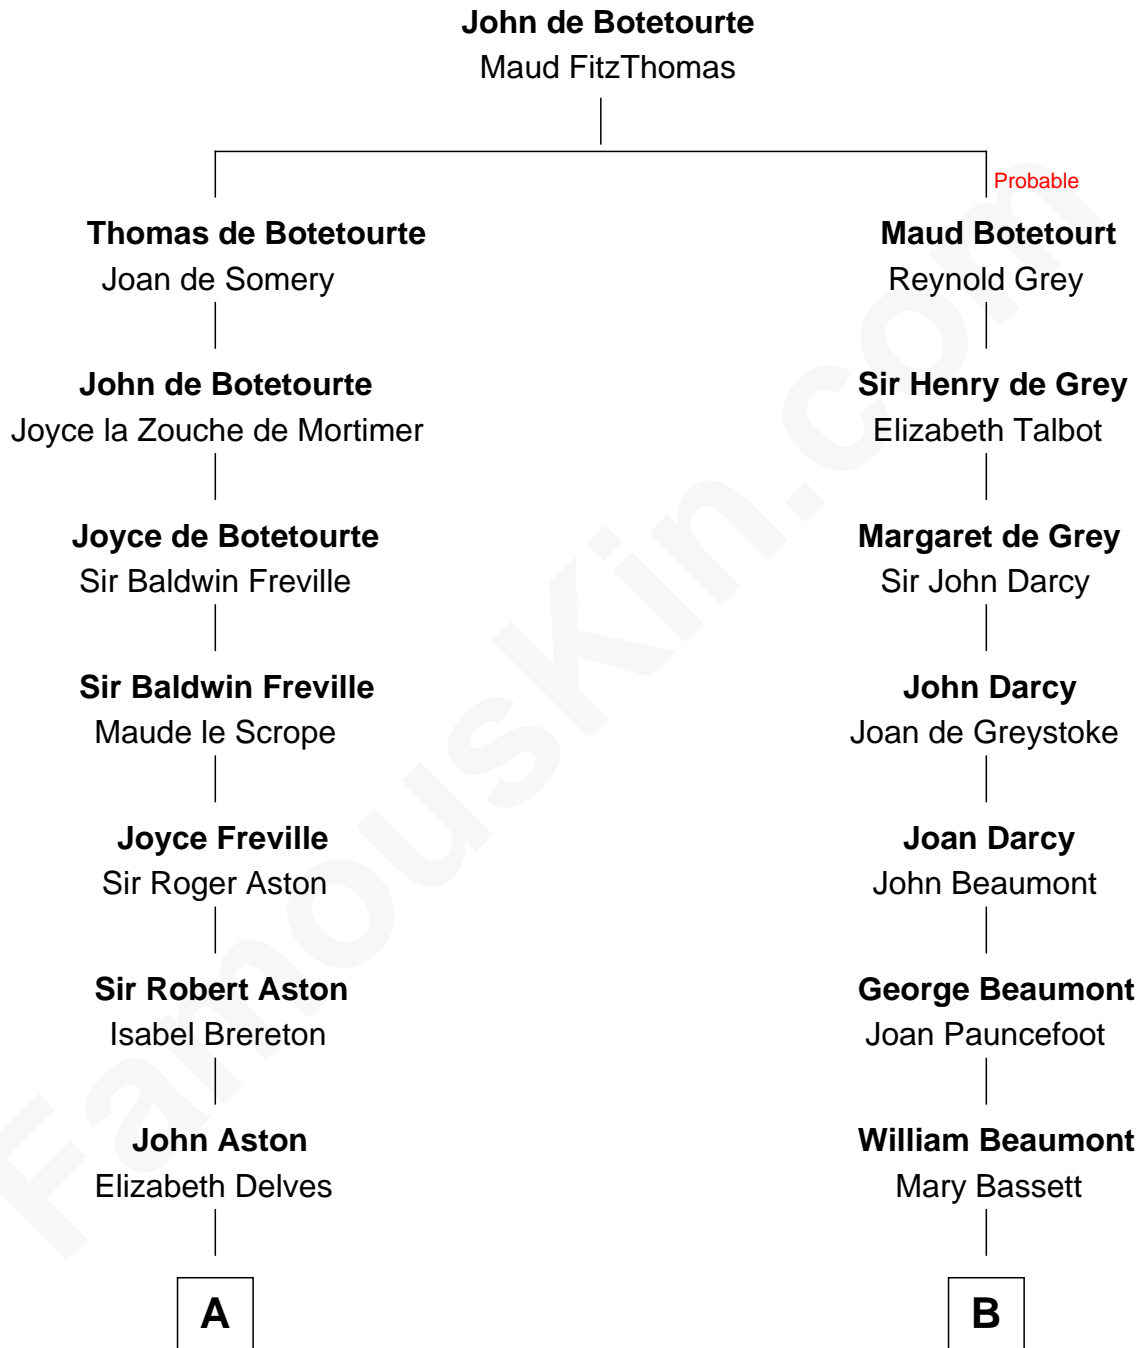 John de Botetourte
Maud FitzThomas
Probable
Thomas de Botetourte
Joan de Somery
Maud Botetourt
Reynold Grey
John de Botetourte
Joyce la Zouche de Mortimer
Sir Henry de Grey
Elizabeth Talbot
Joyce de Botetourte
Sir Baldwin Freville
Margaret de Grey
Sir John Darcy
Sir Baldwin Freville
Maude le Scrope
John Darcy
Joan de Greystoke
Joyce Freville
Sir Roger Aston
Joan Darcy
John Beaumont
Sir Robert Aston
Isabel Brereton
George Beaumont
Joan Pauncefoot
John Aston
Elizabeth Delves
William Beaumont
Mary Bassett
A
B
FamousKin.com